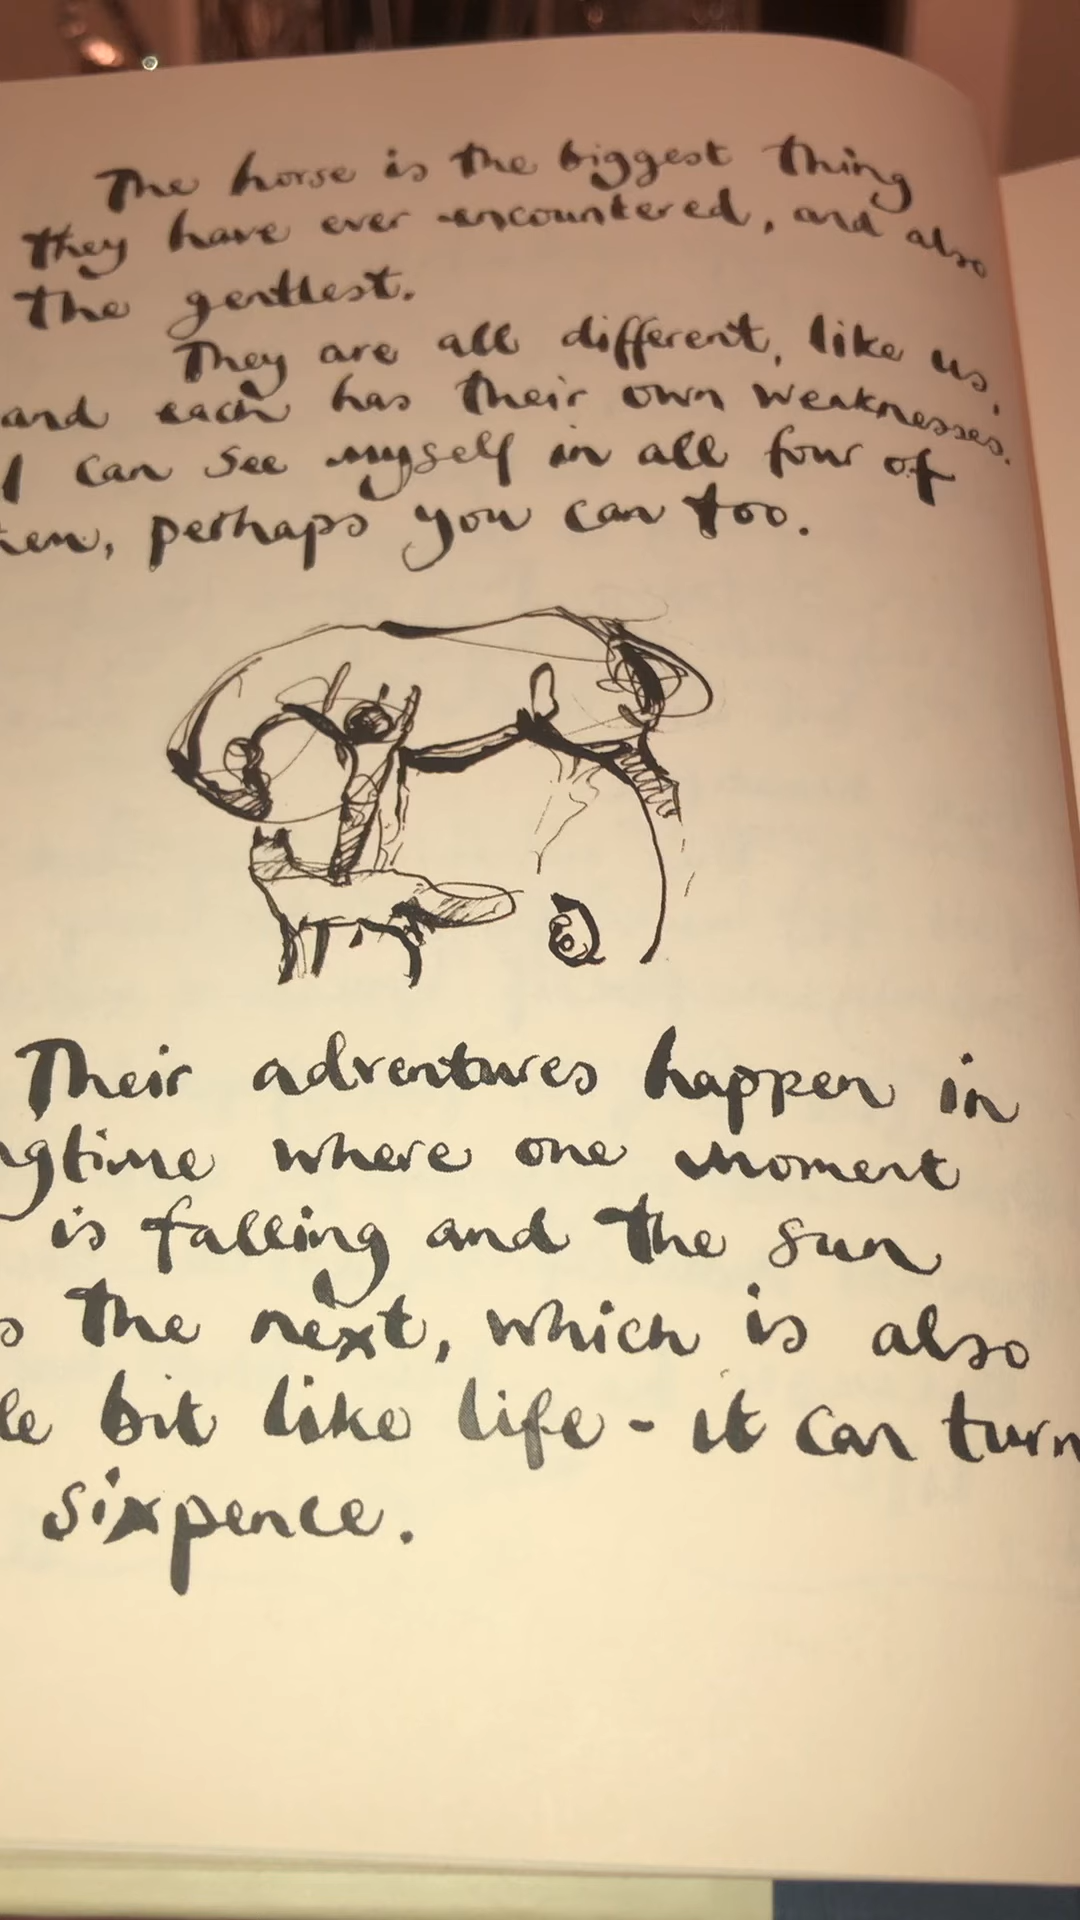 The horse is the biggest thing
they have ever encountered, and also
the gentlest.
They are all different, like us,
and each has their own weaknesses.
I can see myself in all four of
perhaps you can too.
Their adventures happen in
where one moment
is falling and the sun
the next, which is also
bit like life - it can turn
sixpence.